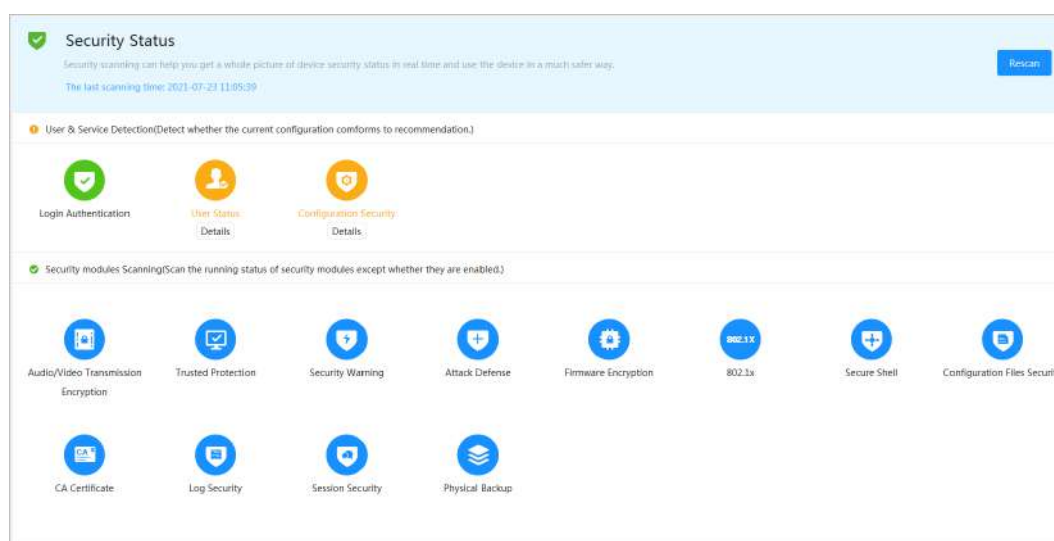 Security Status
Security scanning can help you get a whole picture of device security status in real time and use the device in a much safer way.
Rescan
The last scanning time: 2021-07-23 11:05:39
User & Service Detection(Detect whether the current configuration comforms to recommendation.)
Login Authentication
User Status
Configuration Security
Details
Details
Security modules Scanning(Scan the running status of security modules except whether they are enabled.)
802.1X
Audio/Video Transmission
Encryption
Trusted Protection
Security Warning
Attack Defense
Firmware Encryption
802.1x
Secure Shell
Configuration Files Securi
CA
CA Certificate
Log Security
Session Security
Physical Backup